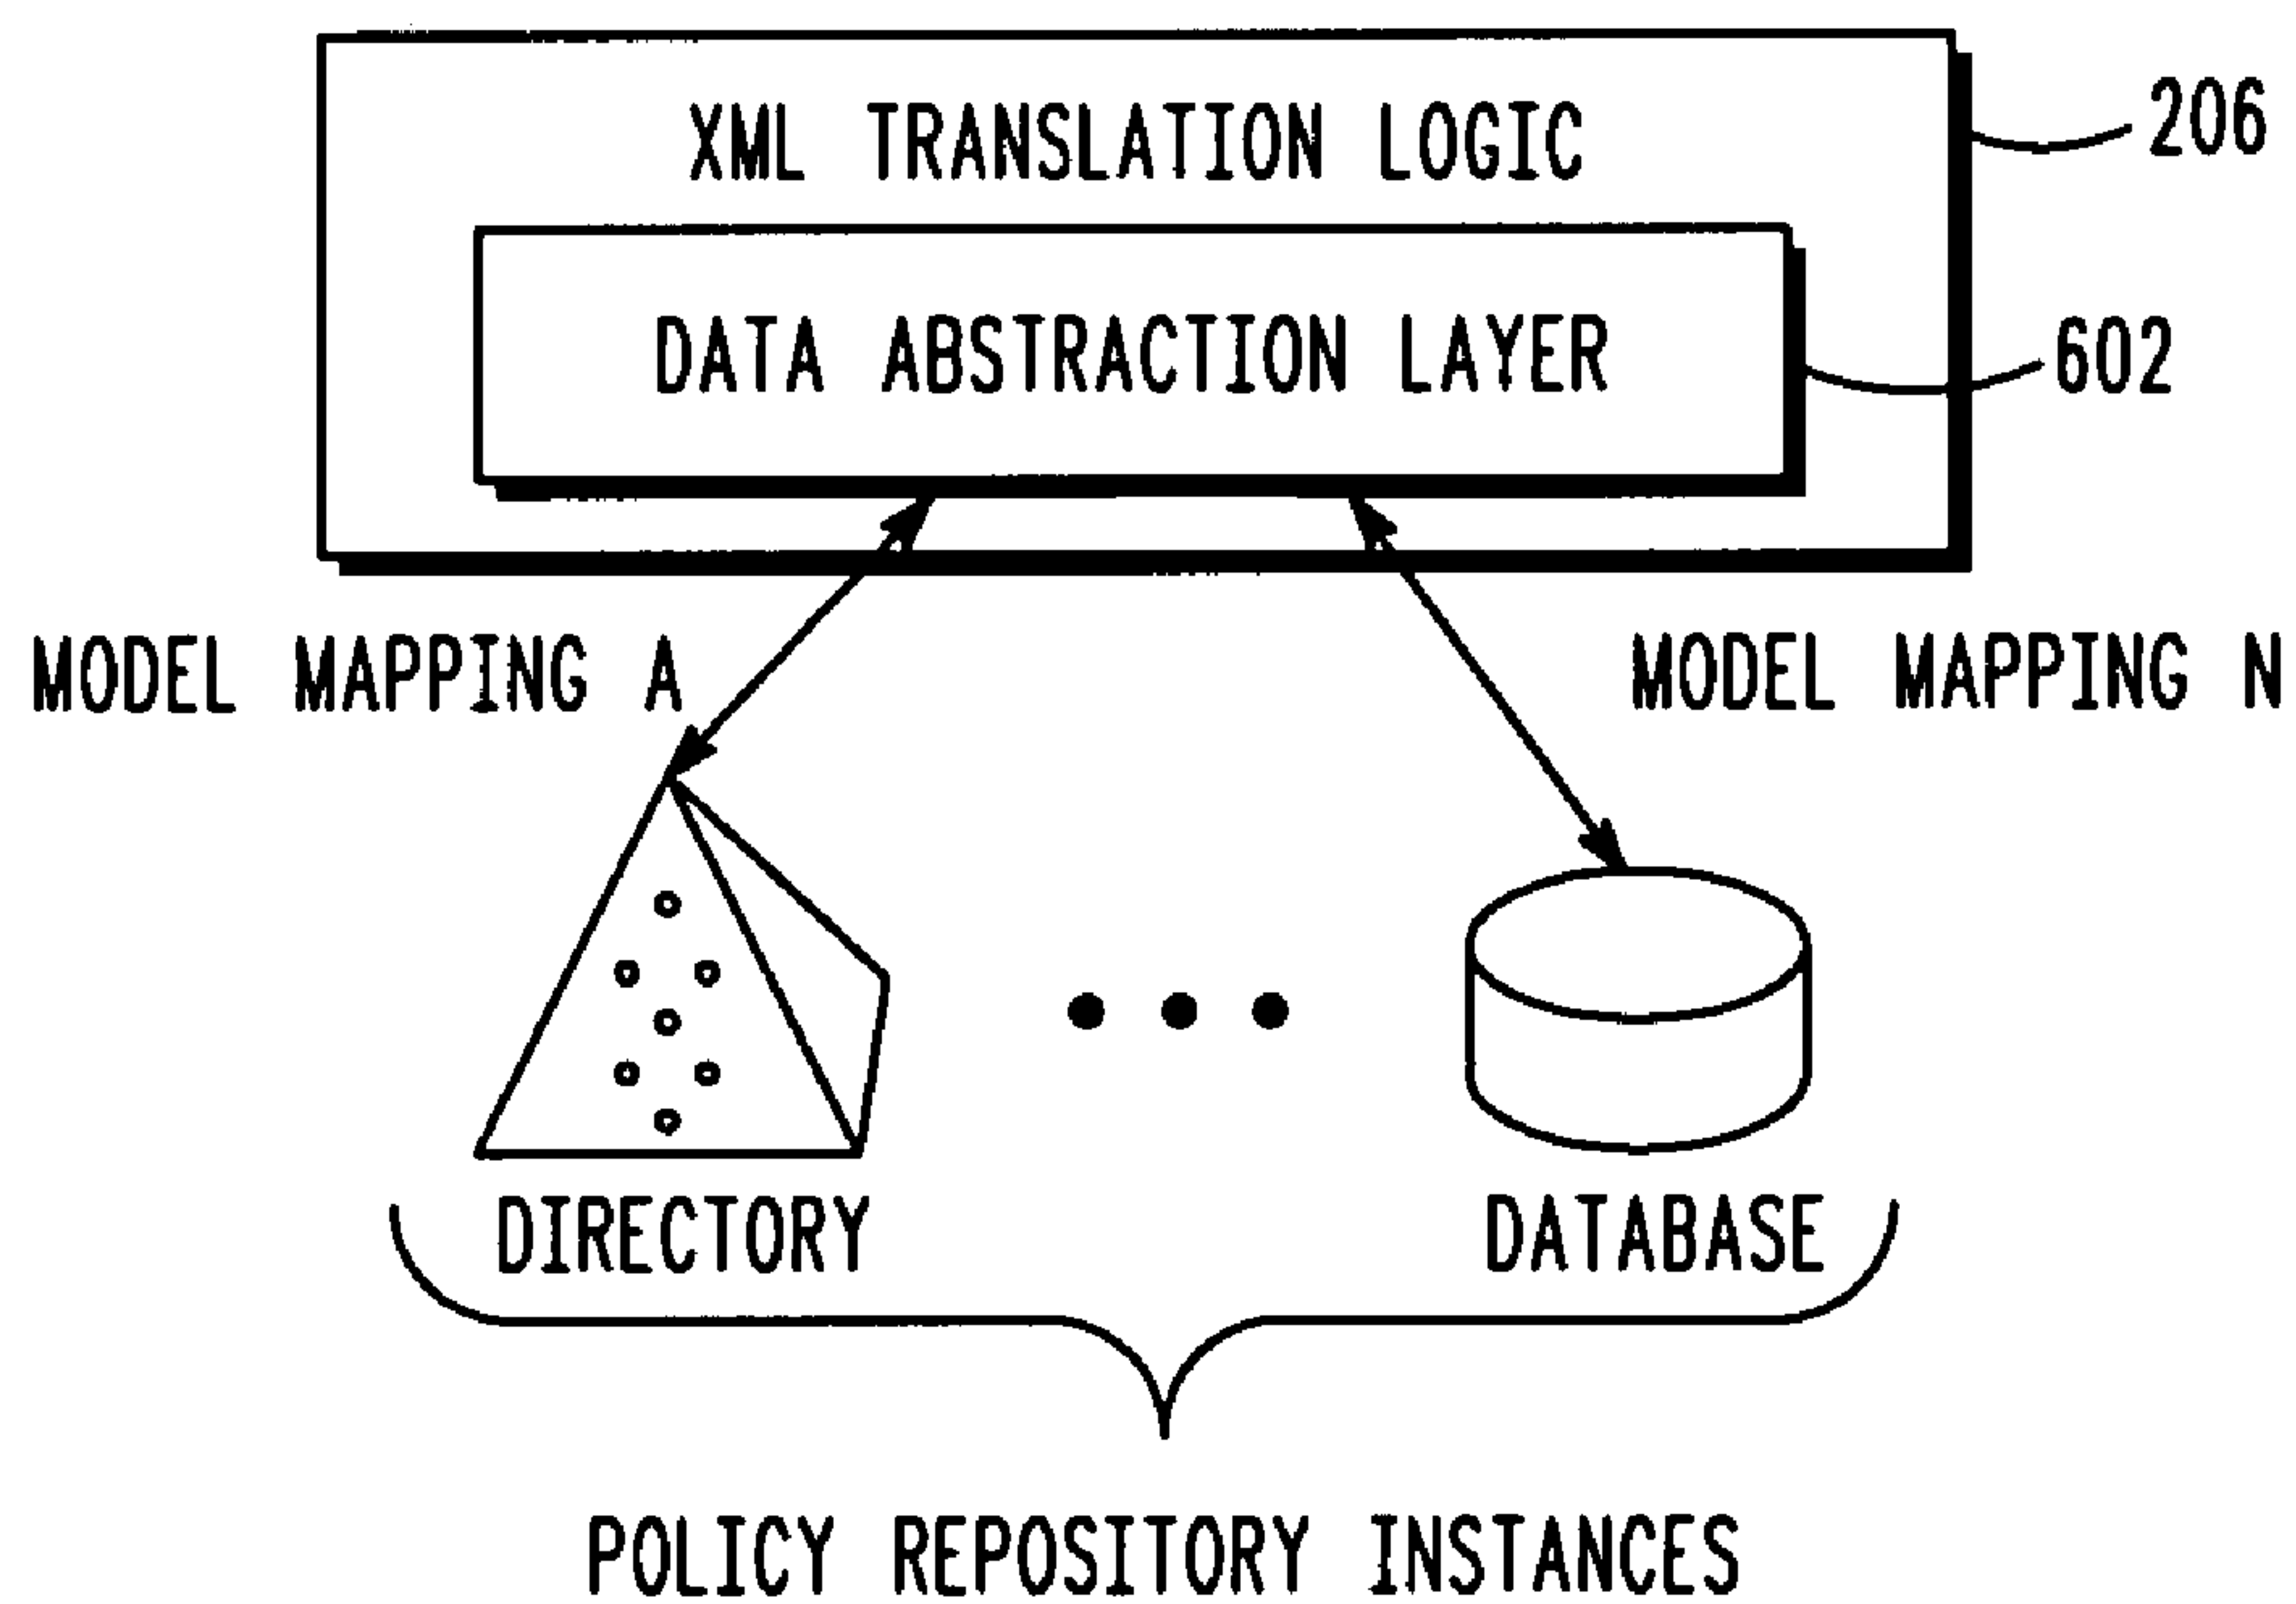 XML TRANSLATION LOGIC
206
DATA ABSTRACTION LAYER
602
MODEL MAPPING A
MODEL MAPPING N
DIRECTORY
DATABASE
POLICY REPOSITORY INSTANCES